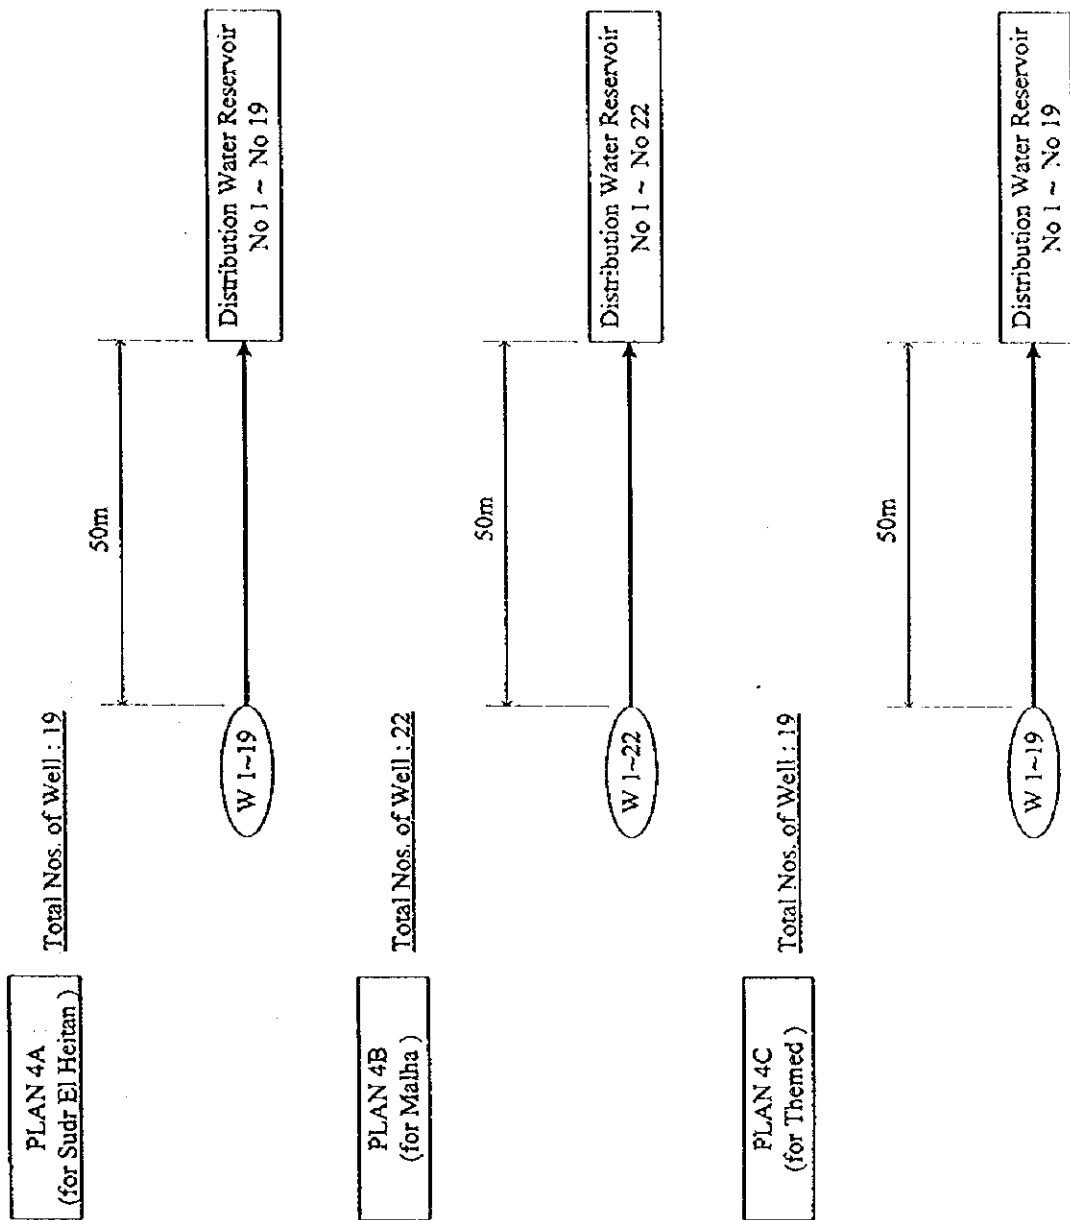 PLAN 4A
(for Sudr El Heitan )
Total Nos. of Well : 19
W 1~19
50m
Distribution Water Reservoir
No 1 ~ No 19
PLAN 4B
(for Malha )
Total Nos. of Well : 22
W 1~22
50m
Distribution Water Reservoir
No 1 ~ No 22
PLAN 4C
(for Themed )
Total Nos. of Well : 19
W 1~19
50m
Distribution Water Reservoir
No 1 ~ No 19